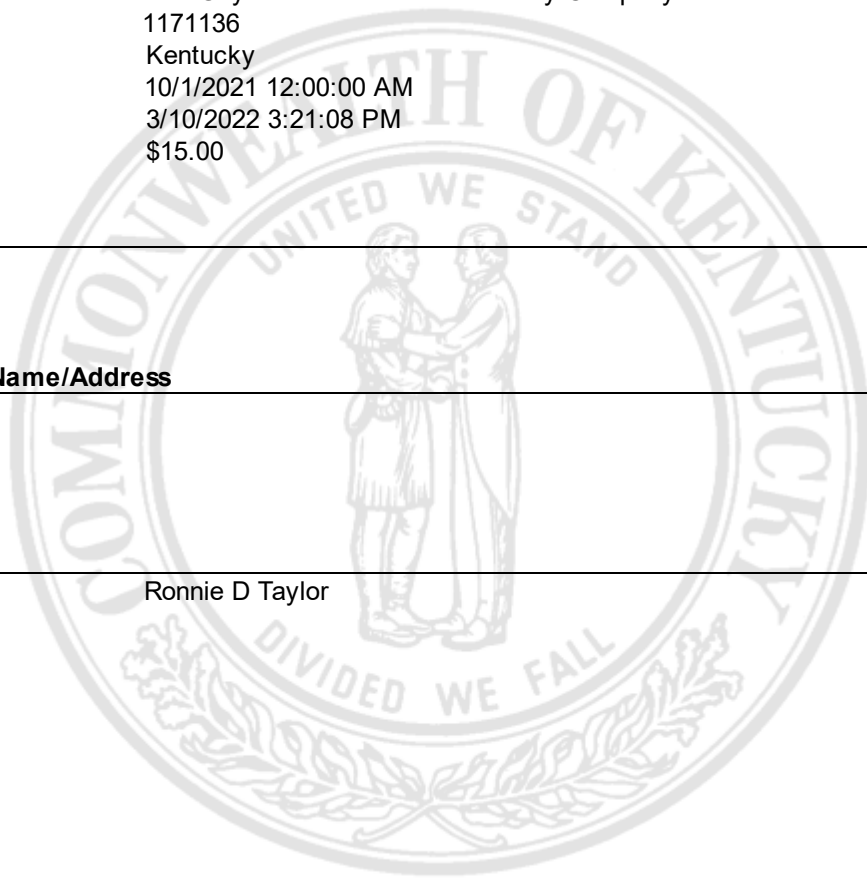 1171136
Kentucky
10/1/2021 12:00:00 AM
3/10/2022 3:21:08 PM
$15.00
COMMONWEALTH OF KENTUCKY
UNITED WE STAND
Name/Address
Ronnie D Taylor
DIVIDED WE FALL